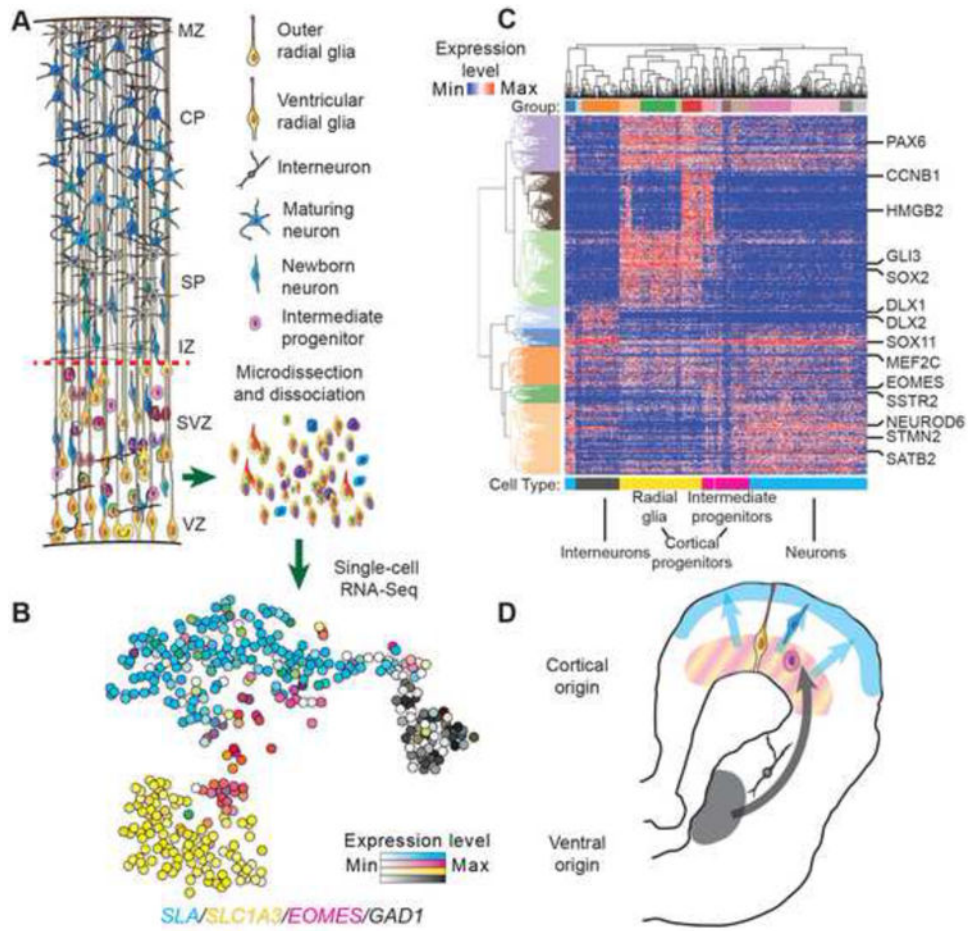 A
MZ
CP
SP
IZ
SVZ
VZ
Outer
radial glia
Ventricular
radial glia
Interneuron
Maturing
neuron
Newborn
neuron
Intermediate
progenitor
Microdissection
and dissociation
Single-cell
RNA-Seq
B
Expression level
Min Max
SLA/SLC1A3/EOMES/GAD1
C
Expression
level
Min Max
Group:
PAX6
CCNB1
HMGB2
GLI3
SOX2
DLX1
DLX2
SOX11
MEF2C
EOMES
SSTR2
NEUROD6
STMN2
SATB2
Cell Type:
Radial
glia
Intermediate
progenitors
Interneurons
Cortical
progenitors
Neurons
D
Cortical
origin
Ventral
origin